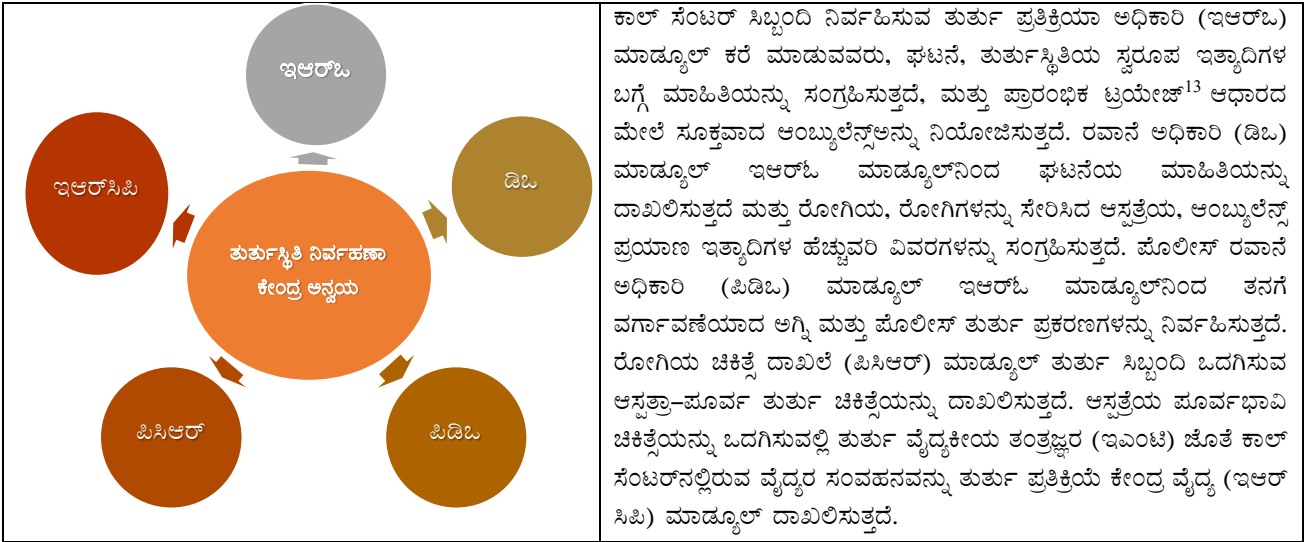 ಇಆರ್‌ಒ
ಇಆರ್‌ಸಿಪಿ
ಡಿಒ
ತುರ್ತುಸ್ಥಿತಿ ನಿರ್ವಹಣಾ
ಕೇಂದ್ರ ಅನ್ವಯ
ಪಿಸಿಆರ್
ಪಿಡಿಒ
ಕಾಲ್ ಸೆಂಟರ್ ಸಿಬ್ಬಂದಿ ನಿರ್ವಹಿಸುವ ತುರ್ತು ಪ್ರತಿಕ್ರಿಯಾ ಅಧಿಕಾರಿ (ಇಆರ್‌ಒ)
ಮಾಡ್ಯೂಲ್ ಕರೆ ಮಾಡುವವರು, ಘಟನೆ, ತುರ್ತುಸ್ಥಿತಿಯ ಸ್ವರೂಪ ಇತ್ಯಾದಿಗಳ
ಬಗ್ಗೆ ಮಾಹಿತಿಯನ್ನು ಸಂಗ್ರಹಿಸುತ್ತದೆ, ಮತ್ತು ಪ್ರಾರಂಭಿಕ ಟ್ರಯೇಜ್13 ಆಧಾರದ
ಮೇಲೆ ಸೂಕ್ತವಾದ ಆಂಬ್ಯುಲೆನ್ಸ್‌ಅನ್ನು ನಿಯೋಜಿಸುತ್ತದೆ. ರವಾನೆ ಅಧಿಕಾರಿ (ಡಿಒ)
ಮಾಡ್ಯೂಲ್ ಇಆರ್‌ಓ ಮಾಡ್ಯೂಲ್‌ನಿಂದ ಘಟನೆಯ ಮಾಹಿತಿಯನ್ನು
ದಾಖಲಿಸುತ್ತದೆ ಮತ್ತು ರೋಗಿಯ, ರೋಗಿಗಳನ್ನು ಸೇರಿಸಿದ ಆಸ್ಪತ್ರೆಯ, ಆಂಬ್ಯುಲೆನ್ಸ್
ಪ್ರಯಾಣ ಇತ್ಯಾದಿಗಳ ಹೆಚ್ಚುವರಿ ವಿವರಗಳನ್ನು ಸಂಗ್ರಹಿಸುತ್ತದೆ. ಪೊಲೀಸ್ ರವಾನೆ
ಅಧಿಕಾರಿ (ಪಿಡಿಒ) ಮಾಡ್ಯೂಲ್ ಇಆರ್‌ಓ ಮಾಡ್ಯೂಲ್‌ನಿಂದ ತನಗೆ
ವರ್ಗಾವಣೆಯಾದ ಅಗ್ನಿ ಮತ್ತು ಪೊಲೀಸ್ ತುರ್ತು ಪ್ರಕರಣಗಳನ್ನು ನಿರ್ವಹಿಸುತ್ತದೆ.
ರೋಗಿಯ ಚಿಕಿತ್ಸೆ ದಾಖಲೆ (ಪಿಸಿಆರ್) ಮಾಡ್ಯೂಲ್ ತುರ್ತು ಸಿಬ್ಬಂದಿ ಒದಗಿಸುವ
ಆಸ್ಪತ್ರಾ–ಪೂರ್ವ ತುರ್ತು ಚಿಕಿತ್ಸೆಯನ್ನು ದಾಖಲಿಸುತ್ತದೆ. ಆಸ್ಪತ್ರೆಯ ಪೂರ್ವಭಾವಿ
ಚಿಕಿತ್ಸೆಯನ್ನು ಒದಗಿಸುವಲ್ಲಿ ತುರ್ತು ವೈದ್ಯಕೀಯ ತಂತ್ರಜ್ಞರ (ಇಎಂಟಿ) ಜೊತೆ ಕಾಲ್
ಸೆಂಟರ್‌ನಲ್ಲಿರುವ ವೈದ್ಯರ ಸಂವಹನವನ್ನು ತುರ್ತು ಪ್ರತಿಕ್ರಿಯೆ ಕೇಂದ್ರ ವೈದ್ಯ (ಇಆರ್
ಸಿಪಿ) ಮಾಡ್ಯೂಲ್ ದಾಖಲಿಸುತ್ತದೆ.